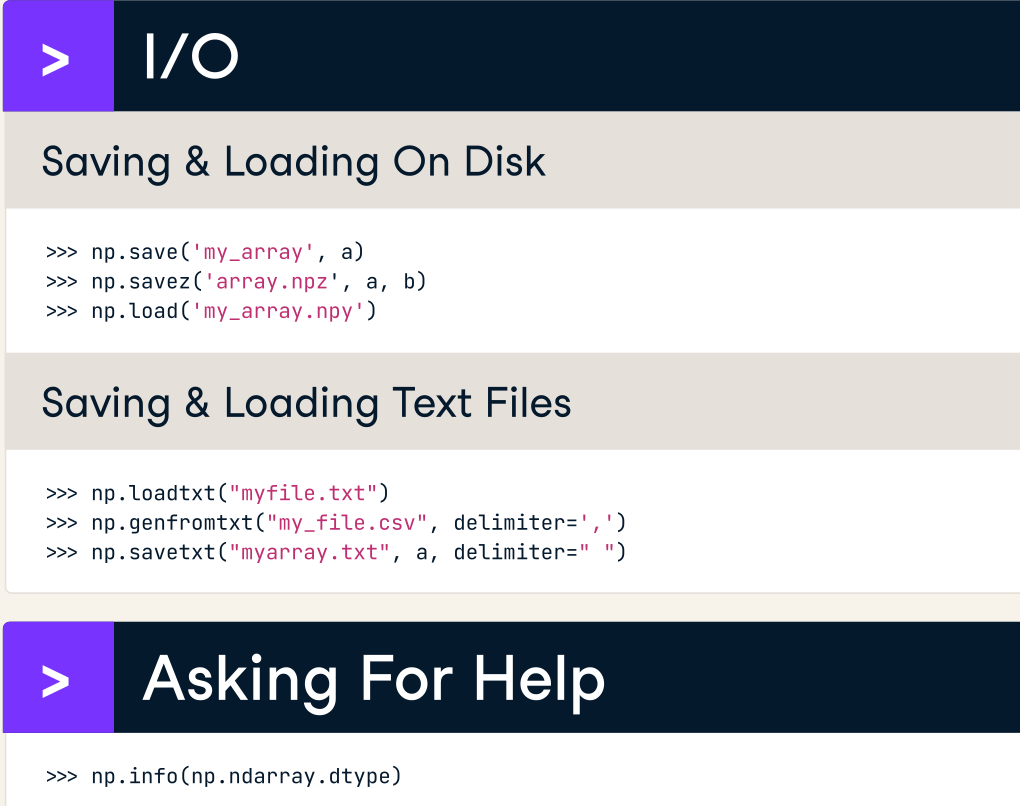 > I/O
Saving & Loading On Disk
>>> np.save('my_array', a)
>>> np.savez('array.npz', a, b)
>>> np.load('my_array.npy')
Saving & Loading Text Files
>>> np.loadtxt("myfile.txt")
>>> np.genfromtxt("my_file.csv", delimiter=',')
>>> np.savetxt("myarray.txt", a, delimiter=" ")
> Asking For Help
>>> np.info(np.ndarray.dtype)